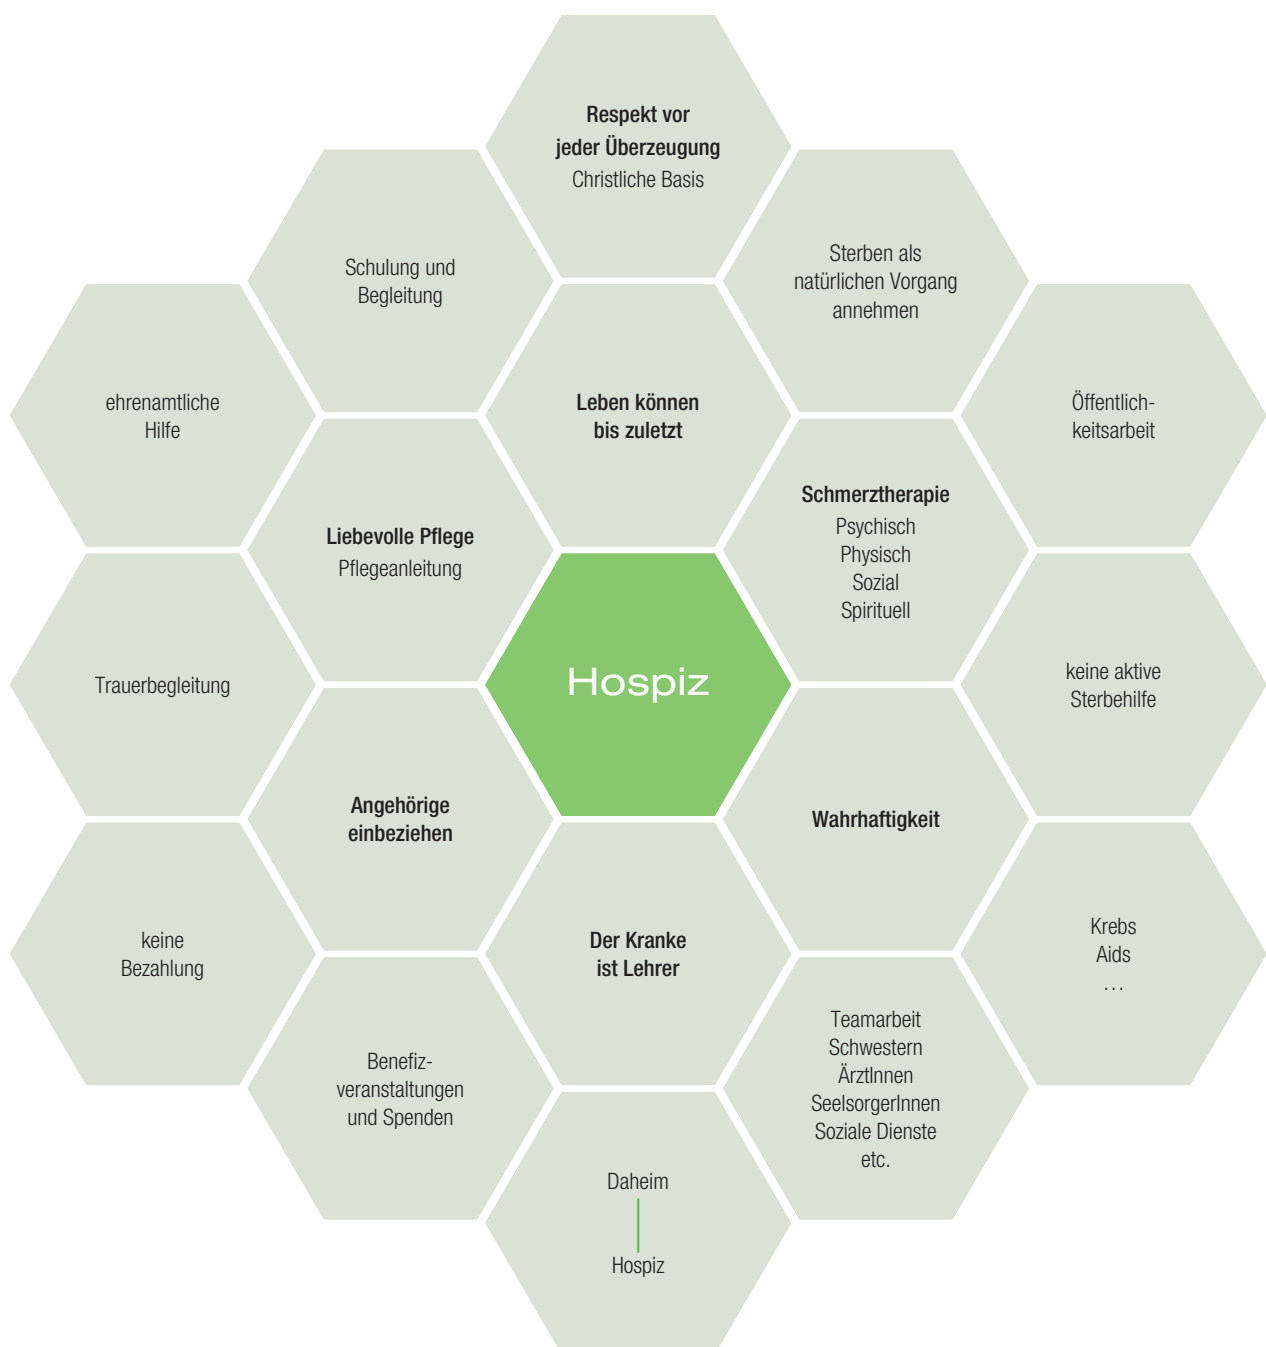 Respekt vor
jeder Überzeugung
Christliche Basis
Schulung und
Begleitung
Sterben als
natürlichen Vorgang
annehmen
ehrenamtliche
Hilfe
Leben können
bis zuletzt
Öffentlich-
keitsarbeit
Liebevolle Pflege
Pflegeanleitung
Schmerztherapie
Psychisch
Physisch
Sozial
Spirituell
Trauerbegleitung
Hospiz
keine aktive
Sterbehilfe
Angehörige
einbeziehen
Wahrhaftigkeit
keine
Bezahlung
Der Kranke
ist Lehrer
Krebs
Aids
...
Benefiz-
veranstaltungen
und Spenden
Teamarbeit
Schwestern
ÄrztInnen
SeelsorgerInnen
Soziale Dienste
etc.
Daheim
Hospiz